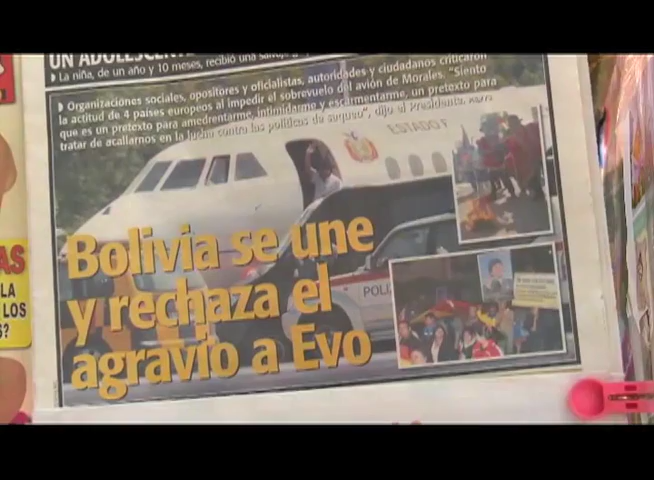 UN ADOLESCENTE
La niña, de un año y 10 meses, recibió una
Organizaciones sociales, opositores y oficialistas, autoridades y ciudadanos criticaron
la actitud de 4 países europeos al impedir el sobrevuelo del avión de Morales. "Siento
que es un pretexto para amedrentarme, intimidarme y escarmentarme, un pretexto para
tratar de acallarnos en la lucha contra las políticas de saqueo", dijo el Presidente.
ESTADO
Bolivia se une
y rechaza el
agravio a Evo
POLI
AS
LA
LOS
S?